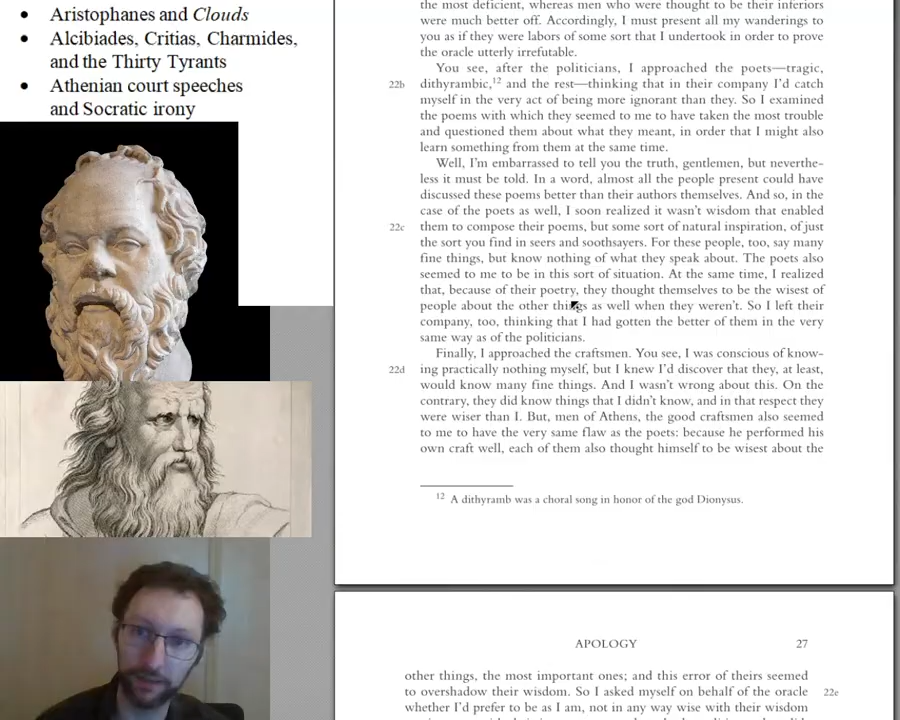 Aristophanes and Clouds
Alcibiades, Critias, Charmides,
and the Thirty Tyrants
Athenian court speeches
and Socratic irony
the most deficient, whereas men who were thought to be their inferiors
were much better off. Accordingly, I must present all my wanderings to
you as if they were labors of some sort that I undertook in order to prove
the oracle utterly irrefutable.
You see, after the politicians, I approached the poets—tragic,
22b dithyrambic,12 and the rest—thinking that in their company I'd catch
myself in the very act of being more ignorant than they. So I examined
the poems with which they seemed to me to have taken the most trouble
and questioned them about what they meant, in order that I might also
learn something from them at the same time.
Well, I'm embarrassed to tell you the truth, gentlemen, but neverthe-
less it must be told. In a word, almost all the people present could have
discussed these poems better than their authors themselves. And so, in the
case of the poets as well, I soon realized it wasn't wisdom that enabled
22c them to compose their poems, but some sort of natural inspiration, of just
the sort you find in seers and soothsayers. For these people, too, say many
fine things, but know nothing of what they speak about. The poets also
seemed to me to be in this sort of situation. At the same time, I realized
that, because of their poetry, they thought themselves to be the wisest of
people about the other things as well when they weren't. So I left their
company, too, thinking that I had gotten the better of them in the very
same way as of the politicians.
Finally, I approached the craftsmen. You see, I was conscious of know-
22d ing practically nothing myself, but I knew I'd discover that they, at least,
would know many fine things. And I wasn't wrong about this. On the
contrary, they did know things that I didn't know, and in that respect they
were wiser than I. But, men of Athens, the good craftsmen also seemed
to me to have the very same flaw as the poets: because he performed his
own craft well, each of them also thought himself to be wisest about the
12 A dithyramb was a choral song in honor of the god Dionysus.
APOLOGY 27
other things, the most important ones; and this error of theirs seemed
to overshadow their wisdom. So I asked myself on behalf of the oracle 22e
whether I'd prefer to be as I am, not in any way wise with their wisdom